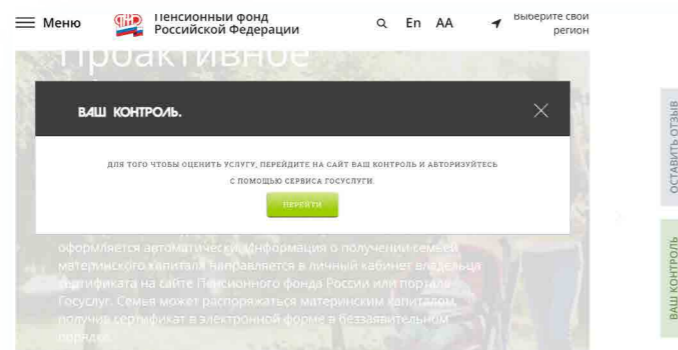 Меню
Пенсионный фонд
Российской Федерации
En AA
Выберите свой
регион
Проактивное
ВАШ КОНТРОЛЬ.
ДЛЯ ТОГО ЧТОБЫ ОЦЕНИТЬ УСЛУГУ, ПЕРЕЙДИТЕ НА САЙТ ВАШ КОНТРОЛЬ И АВТОРИЗУЙТЕСЬ
С ПОМОЩЬЮ СЕРВИСА ГОСУСЛУГИ
ПЕРЕЙТИ
оформляется автоматически. Информация о получении семьей
материнского капитала направляется в личный кабинет владельца
сертификата на сайте Пенсионного фонда России или портале
Госуслуг. Семья может распоряжаться материнским капиталом,
получив сертификат в электронной форме в беззаявительном
порядке.
ОСТАВИТЬ ОТЗЫВ
ВАШ КОНТРОЛЬ